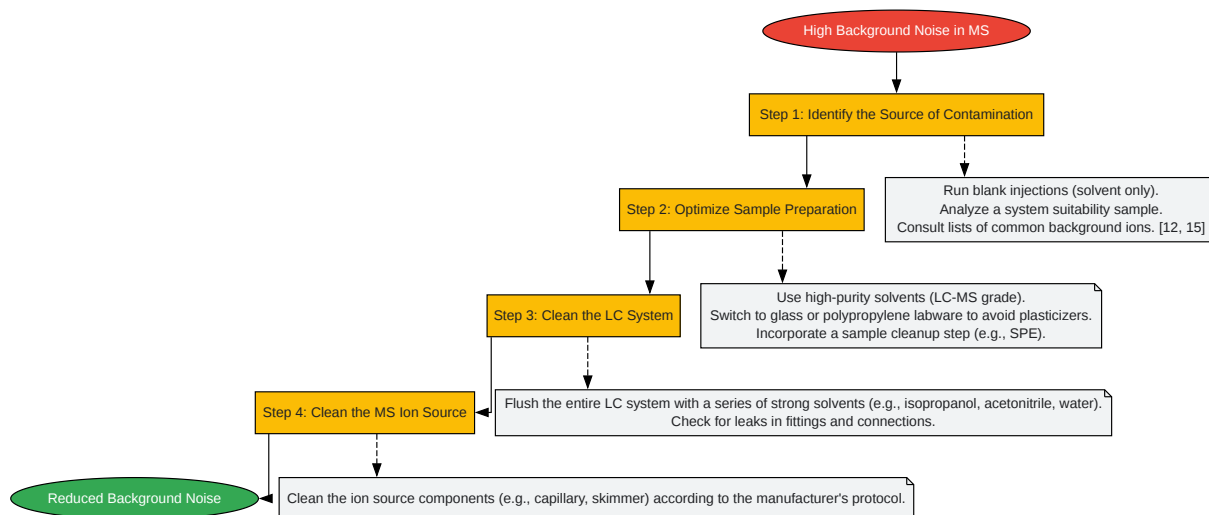 High Background Noise in MS
Step 1: Identify the Source of Contamination
Run blank injections (solvent only).
Analyze a system suitability sample.
Consult lists of common background ions. [12, 15]
Step 2: Optimize Sample Preparation
Use high-purity solvents (LC-MS grade).
Switch to glass or polypropylene labware to avoid plasticizers.
Incorporate a sample cleanup step (e.g., SPE).
Step 3: Clean the LC System
Flush the entire LC system with a series of strong solvents (e.g., isopropanol, acetonitrile, water).
Check for leaks in fittings and connections.
Step 4: Clean the MS Ion Source
Clean the ion source components (e.g., capillary, skimmer) according to the manufacturer's protocol.
Reduced Background Noise